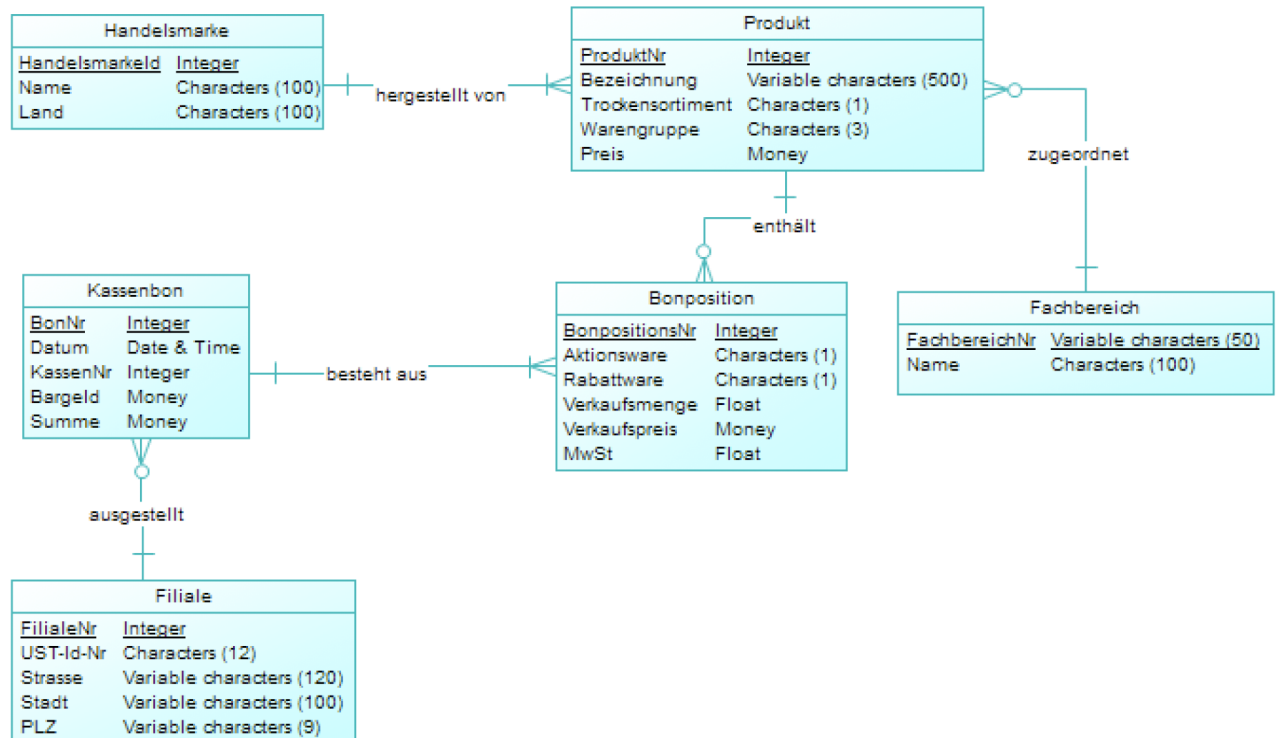 Handelsmarke
HandelsmarkeId Integer
Name Characters (100)
Land Characters (100)
hergestellt von
Produkt
ProduktNr Integer
Bezeichnung Variable characters (500)
Trockensortiment Characters (1)
Warengruppe Characters (3)
Preis Money
zugeordnet
enthält
Kassenbon
BonNr Integer
Datum Date & Time
KassenNr Integer
Bargeld Money
Summe Money
besteht aus
Bonposition
BonpositionsNr Integer
Aktionsware Characters (1)
Rabattware Characters (1)
Verkaufsmenge Float
Verkaufspreis Money
MwSt Float
Fachbereich
FachbereichNr Variable characters (50)
Name Characters (100)
ausgestellt
Filiale
FilialeNr Integer
UST-Id-Nr Characters (12)
Strasse Variable characters (120)
Stadt Variable characters (100)
PLZ Variable characters (9)